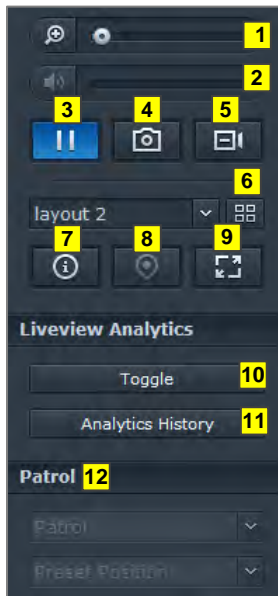 1
2
3 4 5
6
layout 2
7 8 9
Liveview Analytics
Toggle 10
Analytics History 11
Patrol 12
Patrol
Preset Position